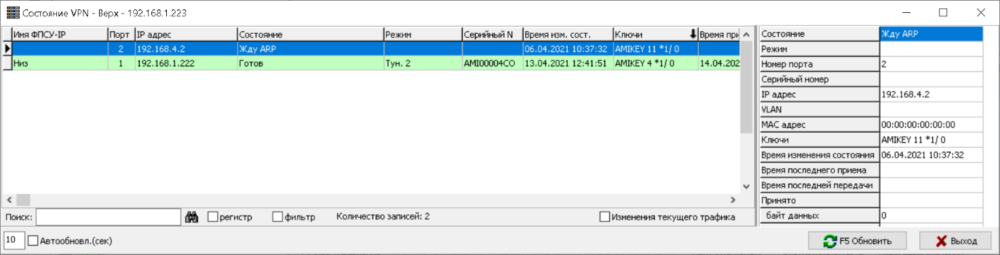 Состояние VPN - Верх - 192.168.1.223
Имя ФПСУ-IP Порт IP адрес Состояние Режим Серийный N Время изм. сост. Ключи Время при
2 192.168.4.2 Жду ARP 06.04.2021 10:37:32 AMIKEY 11 *1/ 0
Низ 1 192.168.1.222 Готов Тун. 2 AMI00004CO 13.04.2021 12:41:51 AMIKEY 4 *1/ 0 14.04.202
Поиск: регистр фильтр Количество записей: 2 Изменения текущего трафика
Состояние Жду ARP
Режим
Номер порта 2
Серийный номер
IP адрес 192.168.4.2
VLAN
MAC адрес 00:00:00:00:00:00
Ключи AMIKEY 11 *1/ 0
Время изменения состояния 06.04.2021 10:37:32
Время последнего приема
Время последней передачи
Принято
байт данных 0
10 Автообновл.(сек) F5 Обновить Выход